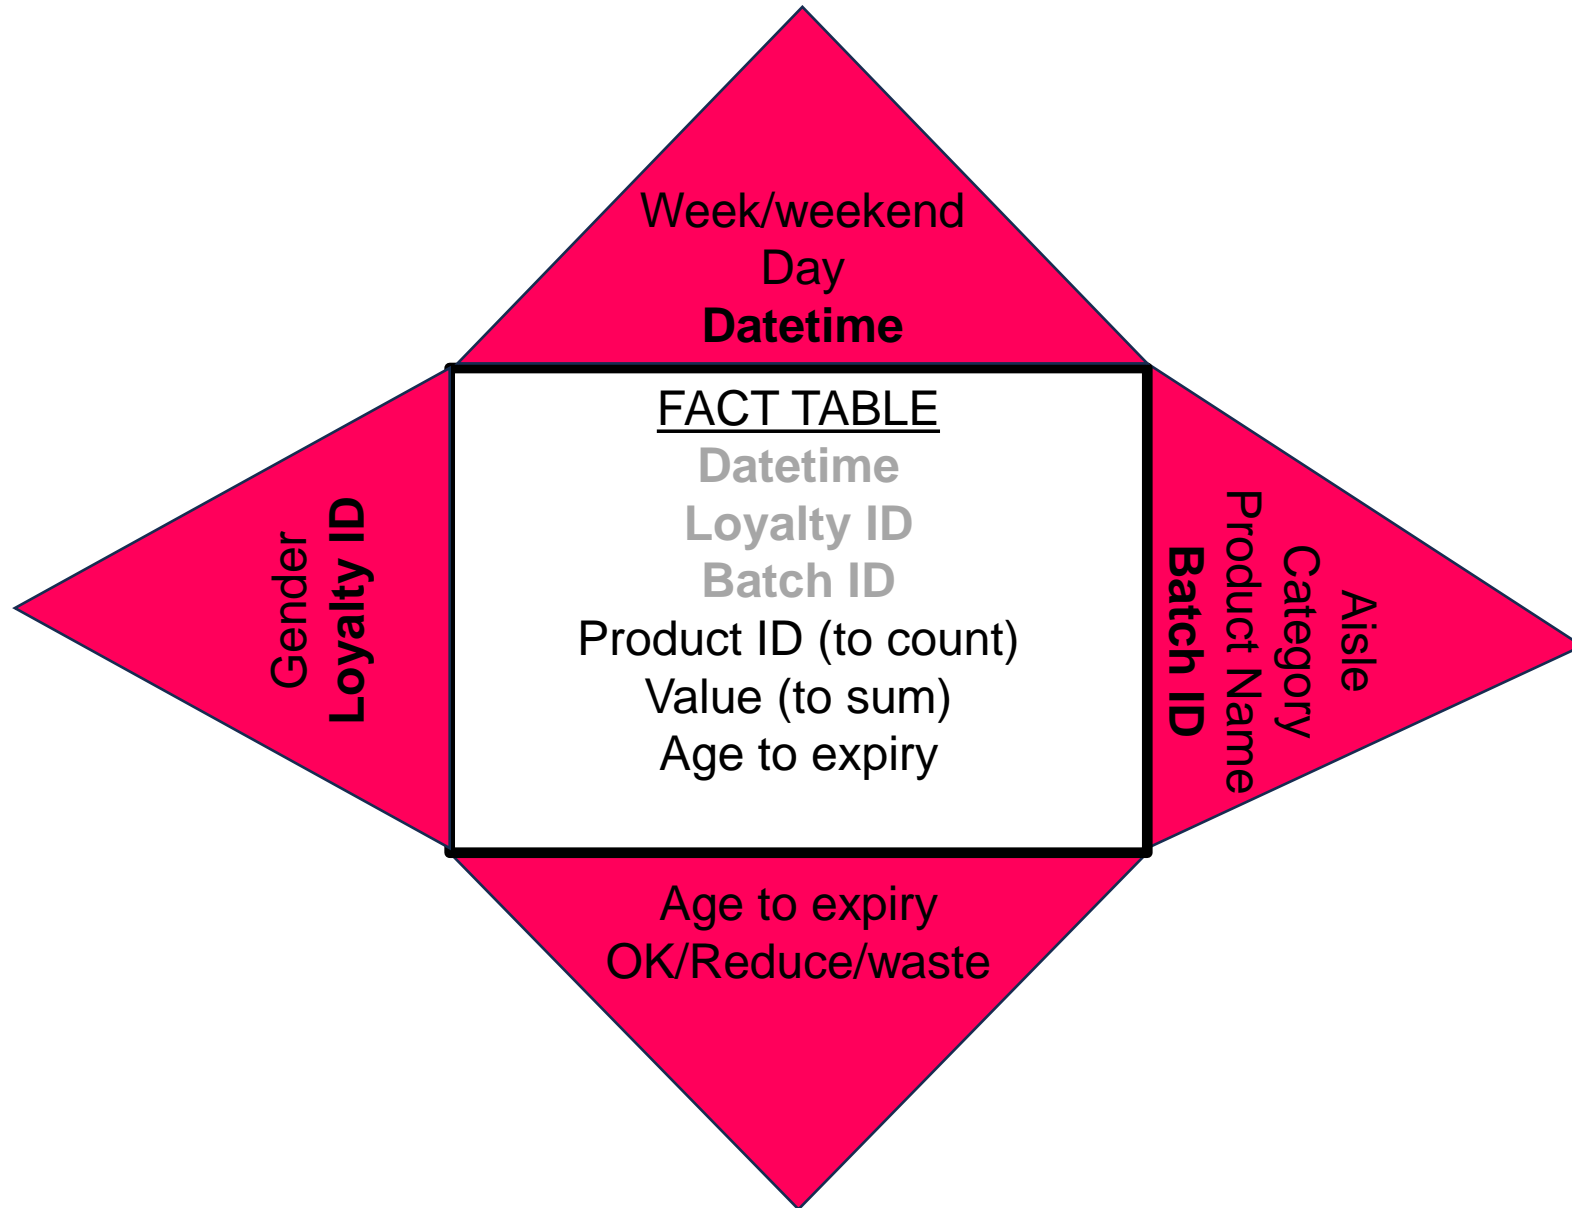 Week/weekend
Day
Datetime
FACT TABLE
Datetime
Loyalty ID
Batch ID
Product ID (to count)
Value (to sum)
Age to expiry
Gender
Loyalty ID
Aisle
Category
Product Name
Batch ID
Age to expiry
OK/Reduce/waste